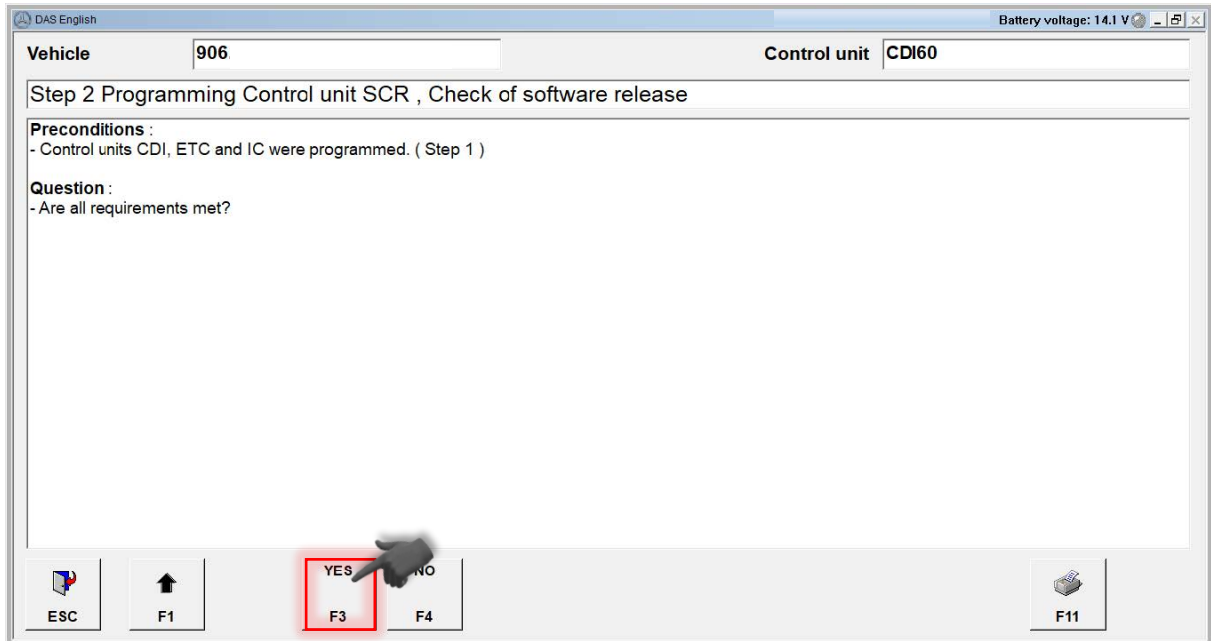 DAS English
Battery voltage: 14.1 V
Vehicle 906. Control unit CDI60
Step 2 Programming Control unit SCR , Check of software release
Preconditions :
- Control units CDI, ETC and IC were programmed. ( Step 1 )
Question :
- Are all requirements met?
YES NO
ESC F1 F3 F4 F11